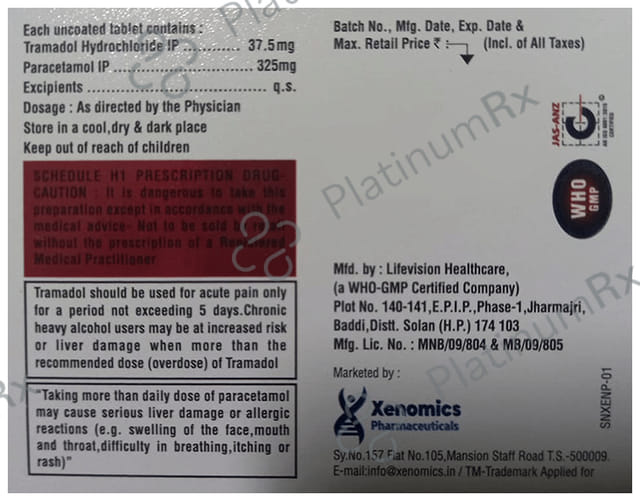 Each uncoated tablet contains :
Tramadol Hydrochloride IP ............ 37.5mg
Paracetamol IP ............................. 325mg
Excipients ..................................... q.s.
Dosage : As directed by the Physician
Store in a cool,dry & dark place
Keep out of reach of children
SCHEDULE H1 PRESCRIPTION DRUG-
CAUTION : It is dangerous to take this
preparation except in accordance with the
medical advice- Not to be sold by retail
without the prescription of a Registered
Medical Practitioner
Tramadol should be used for acute pain only
for a period not exceeding 5 days.Chronic
heavy alcohol users may be at increased risk
or liver damage when more than the
recommended dose (overdose) of Tramadol
"Taking more than daily dose of paracetamol
may cause serious liver damage or allergic
reactions (e.g. swelling of the face,mouth
and throat,difficulty in breathing,itching or
rash)"
Batch No., Mfg. Date, Exp. Date &
Max. Retail Price ₹ : (Incl. of All Taxes)
JAS-ANZ
C
CERTIFIED
WHO
GMP
Mfd. by : Lifevision Healthcare,
(a WHO-GMP Certified Company)
Plot No. 140-141,E.P.I.P.,Phase-1,Jharmajri,
Baddi,Distt. Solan (H.P.) 174 103
Mfg. Lic. No. : MNB/09/804 & MB/09/805
Marketed by :
Xenomics
Pharmaceuticals
Sy.No.157 Flat No.105,Mansion Staff Road T.S.-500009.
E-mail:info@xenomics.in / TM-Trademark Applied for
SNXENP-01
PlatinumRx
PlatinumRx
PlatinumRx
Rx